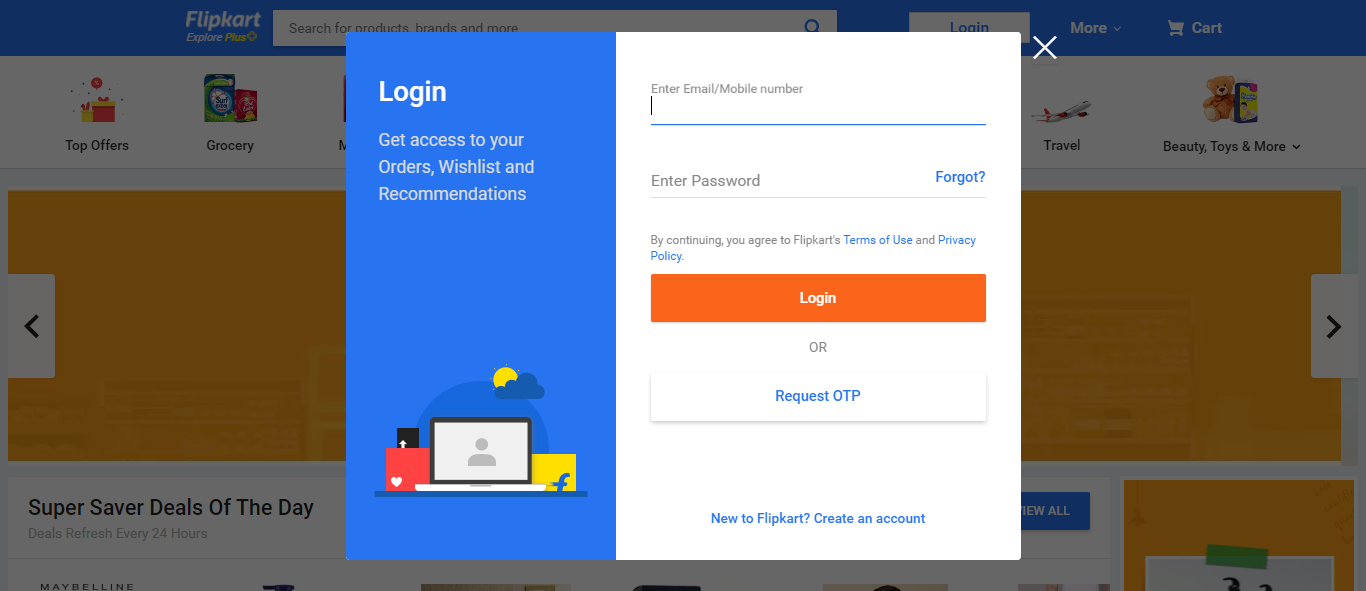 Flipkart
Explore Plus
Search for products, brands and more
Login
More
Cart
Top Offers
Grocery
M
Travel
Beauty, Toys & More
Login
Get access to your
Orders, Wishlist and
Recommendations
Enter Email/Mobile number
Enter Password
Forgot?
By continuing, you agree to Flipkart's Terms of Use and Privacy
Policy.
Login
OR
Request OTP
New to Flipkart? Create an account
Super Saver Deals Of The Day
Deals Refresh Every 24 Hours
VIEW ALL
MAYBELLINE